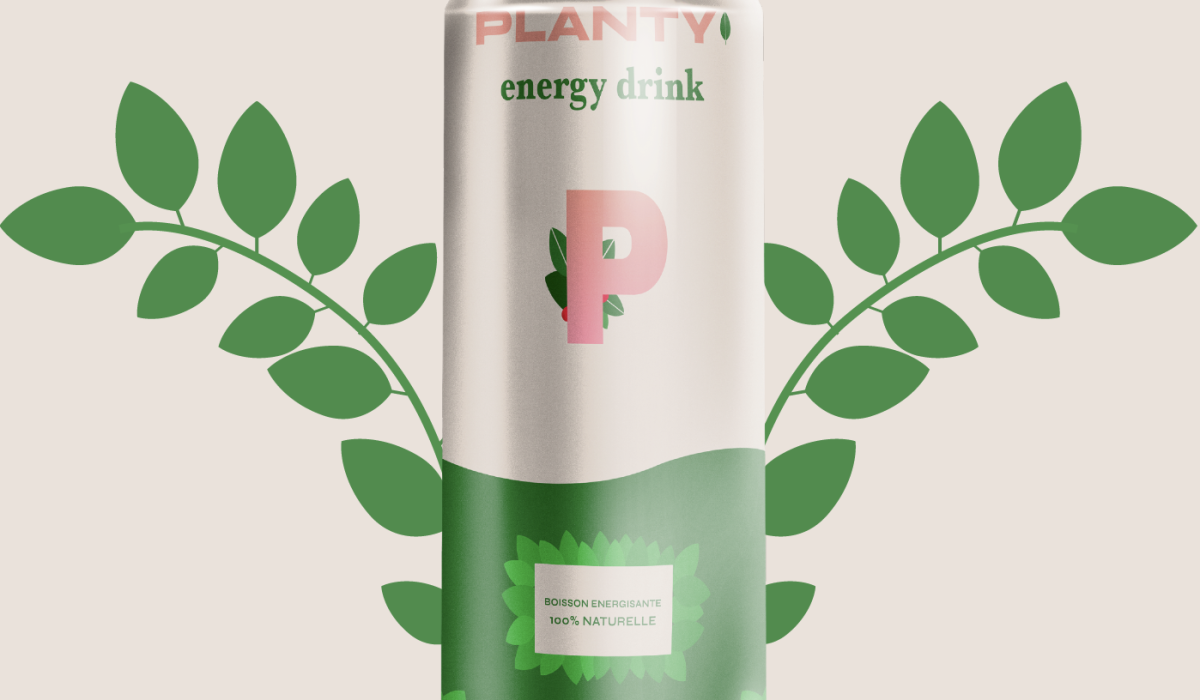 PLANTY
energy drink
P
BOISSON ENERGISANTE
100% NATURELLE